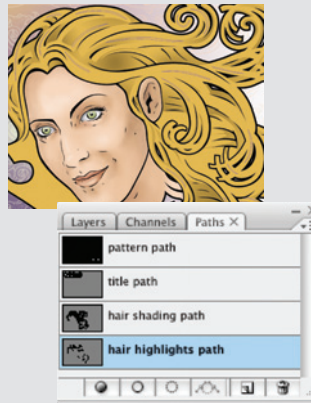 Layers Channels Paths
pattern path
title path
hair shading path
hair highlights path